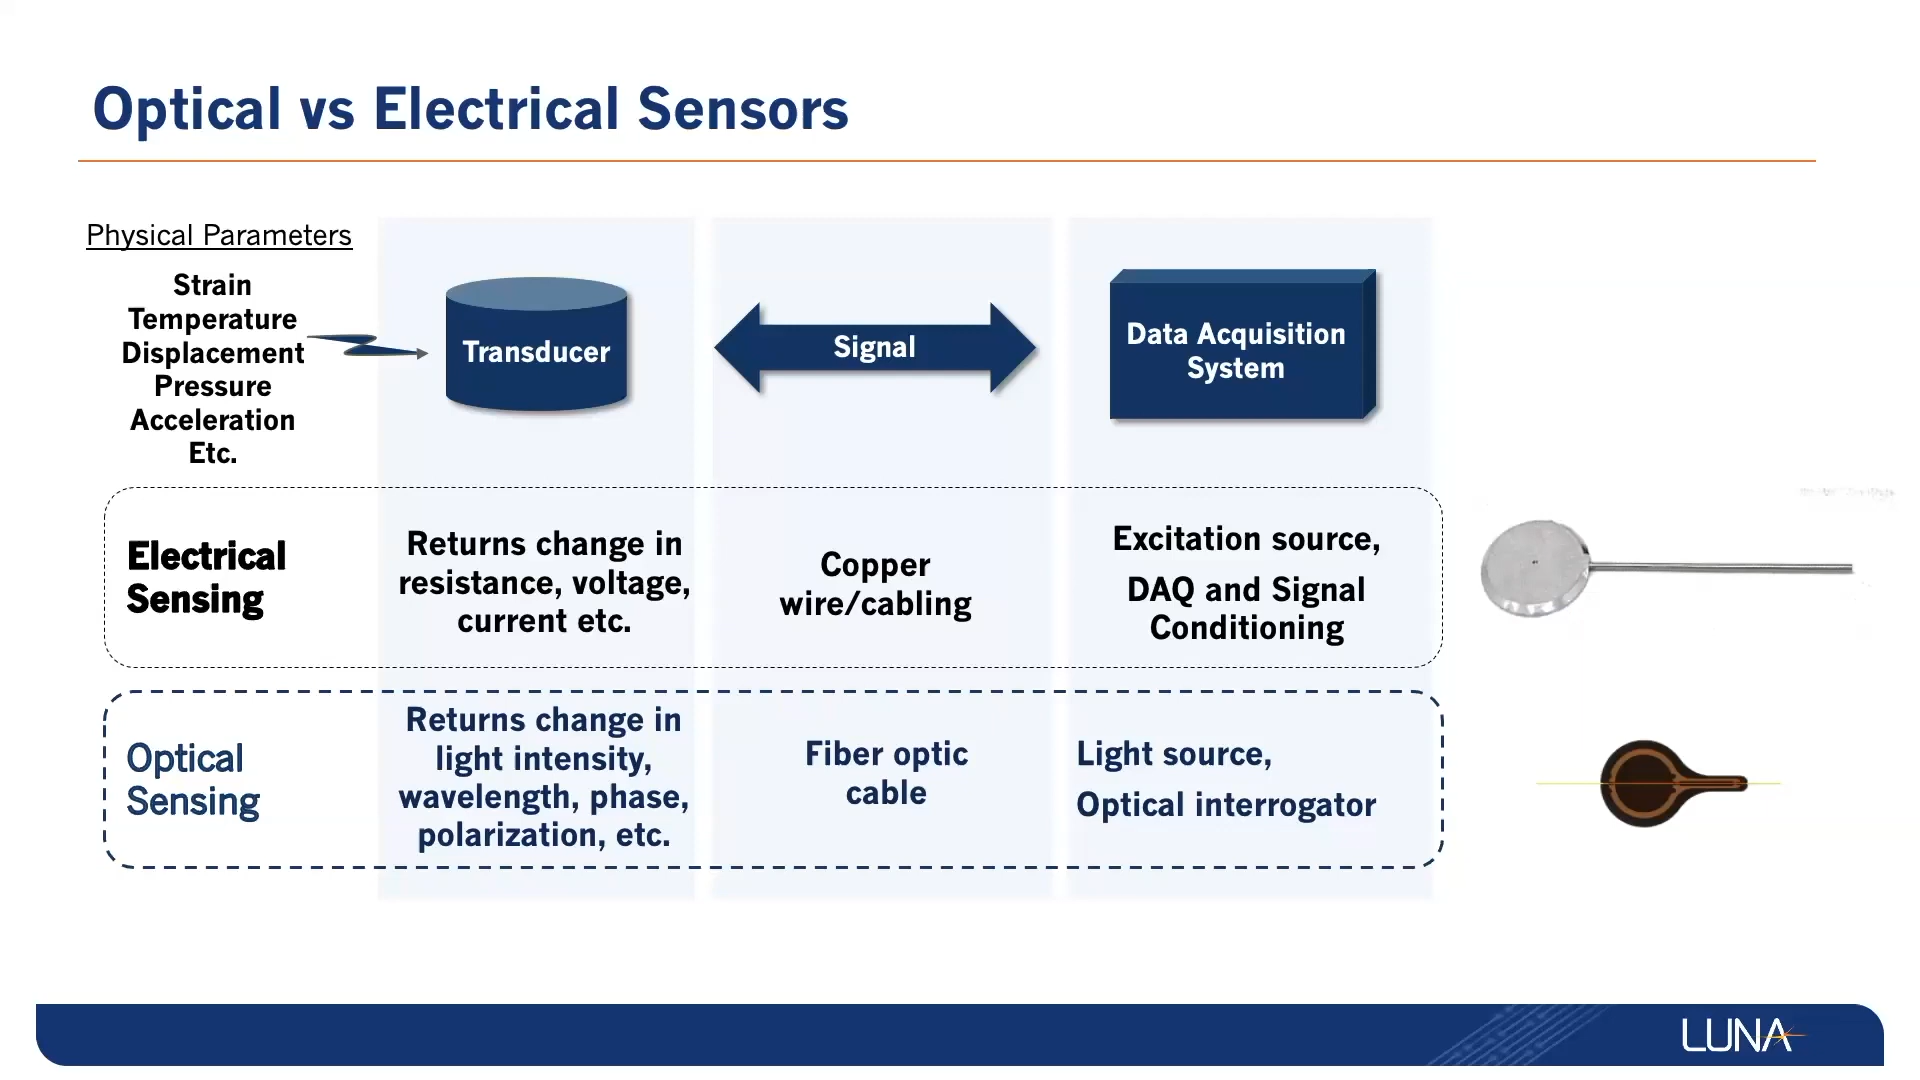 Optical vs Electrical Sensors
Physical Parameters
Strain
Temperature
Displacement
Pressure
Acceleration
Etc.
Transducer
Signal
Data Acquisition
System
Electrical
Sensing
Returns change in
resistance, voltage,
current etc.
Copper
wire/cabling
Excitation source,
DAQ and Signal
Conditioning
Optical
Sensing
Returns change in
light intensity,
wavelength, phase,
polarization, etc.
Fiber optic
cable
Light source,
Optical interrogator
LUNA